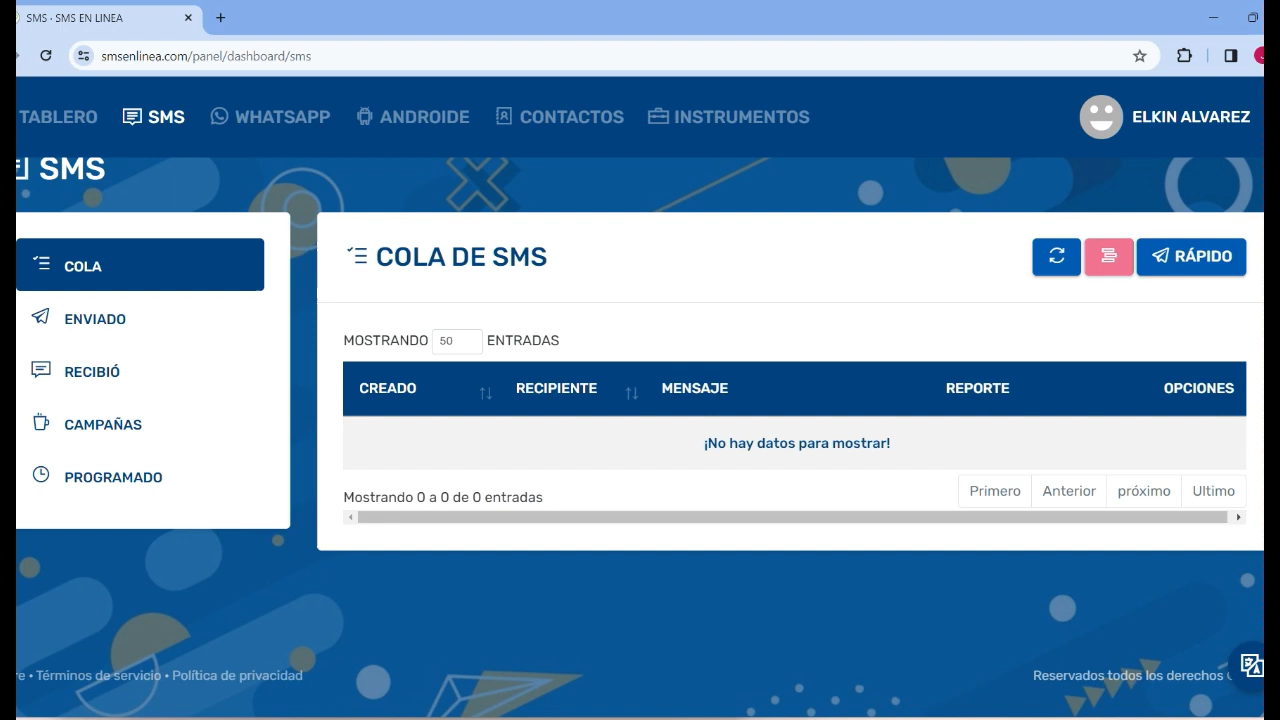 SMS · SMS EN LINEA
smsenlinea.com/panel/dashboard/sms
TABLERO SMS WHATSAPP ANDROIDE CONTACTOS INSTRUMENTOS ELKIN ALVAREZ
SMS
COLA
ENVIADO
RECIBIÓ
CAMPAÑAS
PROGRAMADO
COLA DE SMS
RÁPIDO
MOSTRANDO 50 ENTRADAS
CREADO RECIPIENTE MENSAJE REPORTE OPCIONES
¡No hay datos para mostrar!
Mostrando 0 a 0 de 0 entradas
Primero Anterior próximo Ultimo
• Términos de servicio • Política de privacidad
Reservados todos los derechos